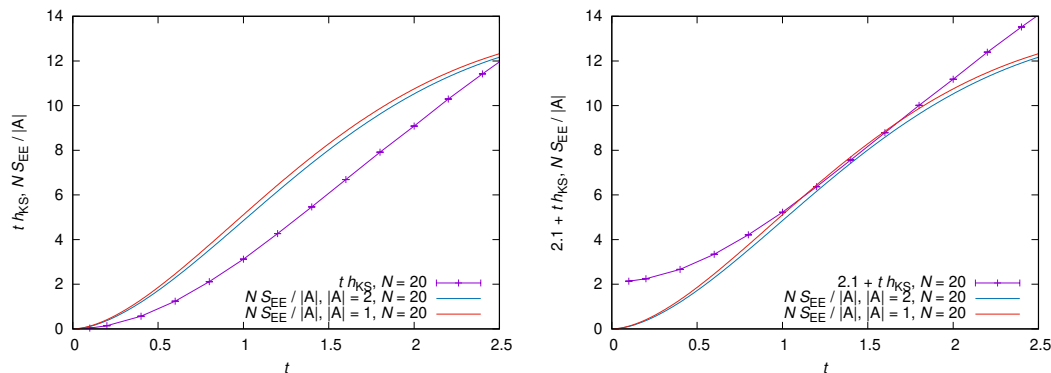 14
12
10
8
6
4
2
0
t h_KS, N S_EE / |A|
t h_KS, N = 20
N S_EE / |A|, |A| = 2, N = 20
N S_EE / |A|, |A| = 1, N = 20
0 0.5 1 1.5 2 2.5
t
14
12
10
8
6
4
2
0
2.1 + t h_KS, N S_EE / |A|
2.1 + t h_KS, N = 20
N S_EE / |A|, |A| = 2, N = 20
N S_EE / |A|, |A| = 1, N = 20
0 0.5 1 1.5 2 2.5
t